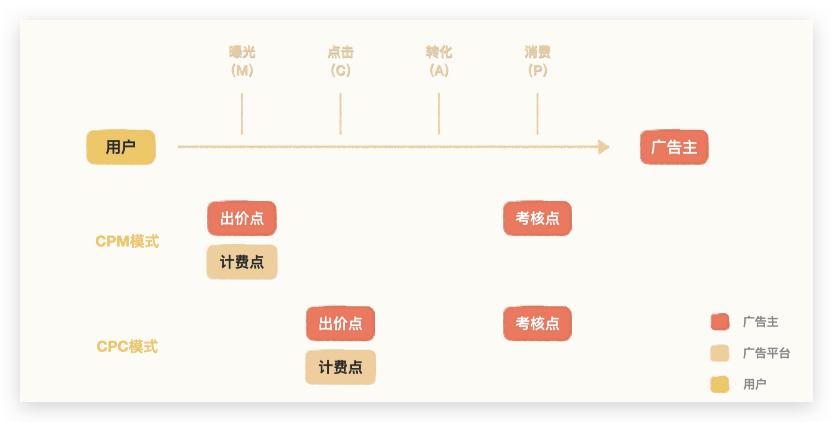 曝光
（M）
点击
（C）
转化
（A）
消费
（P）
用户
广告主
出价点
考核点
CPM模式
计费点
出价点
考核点
CPC模式
计费点
广告主
广告平台
用户